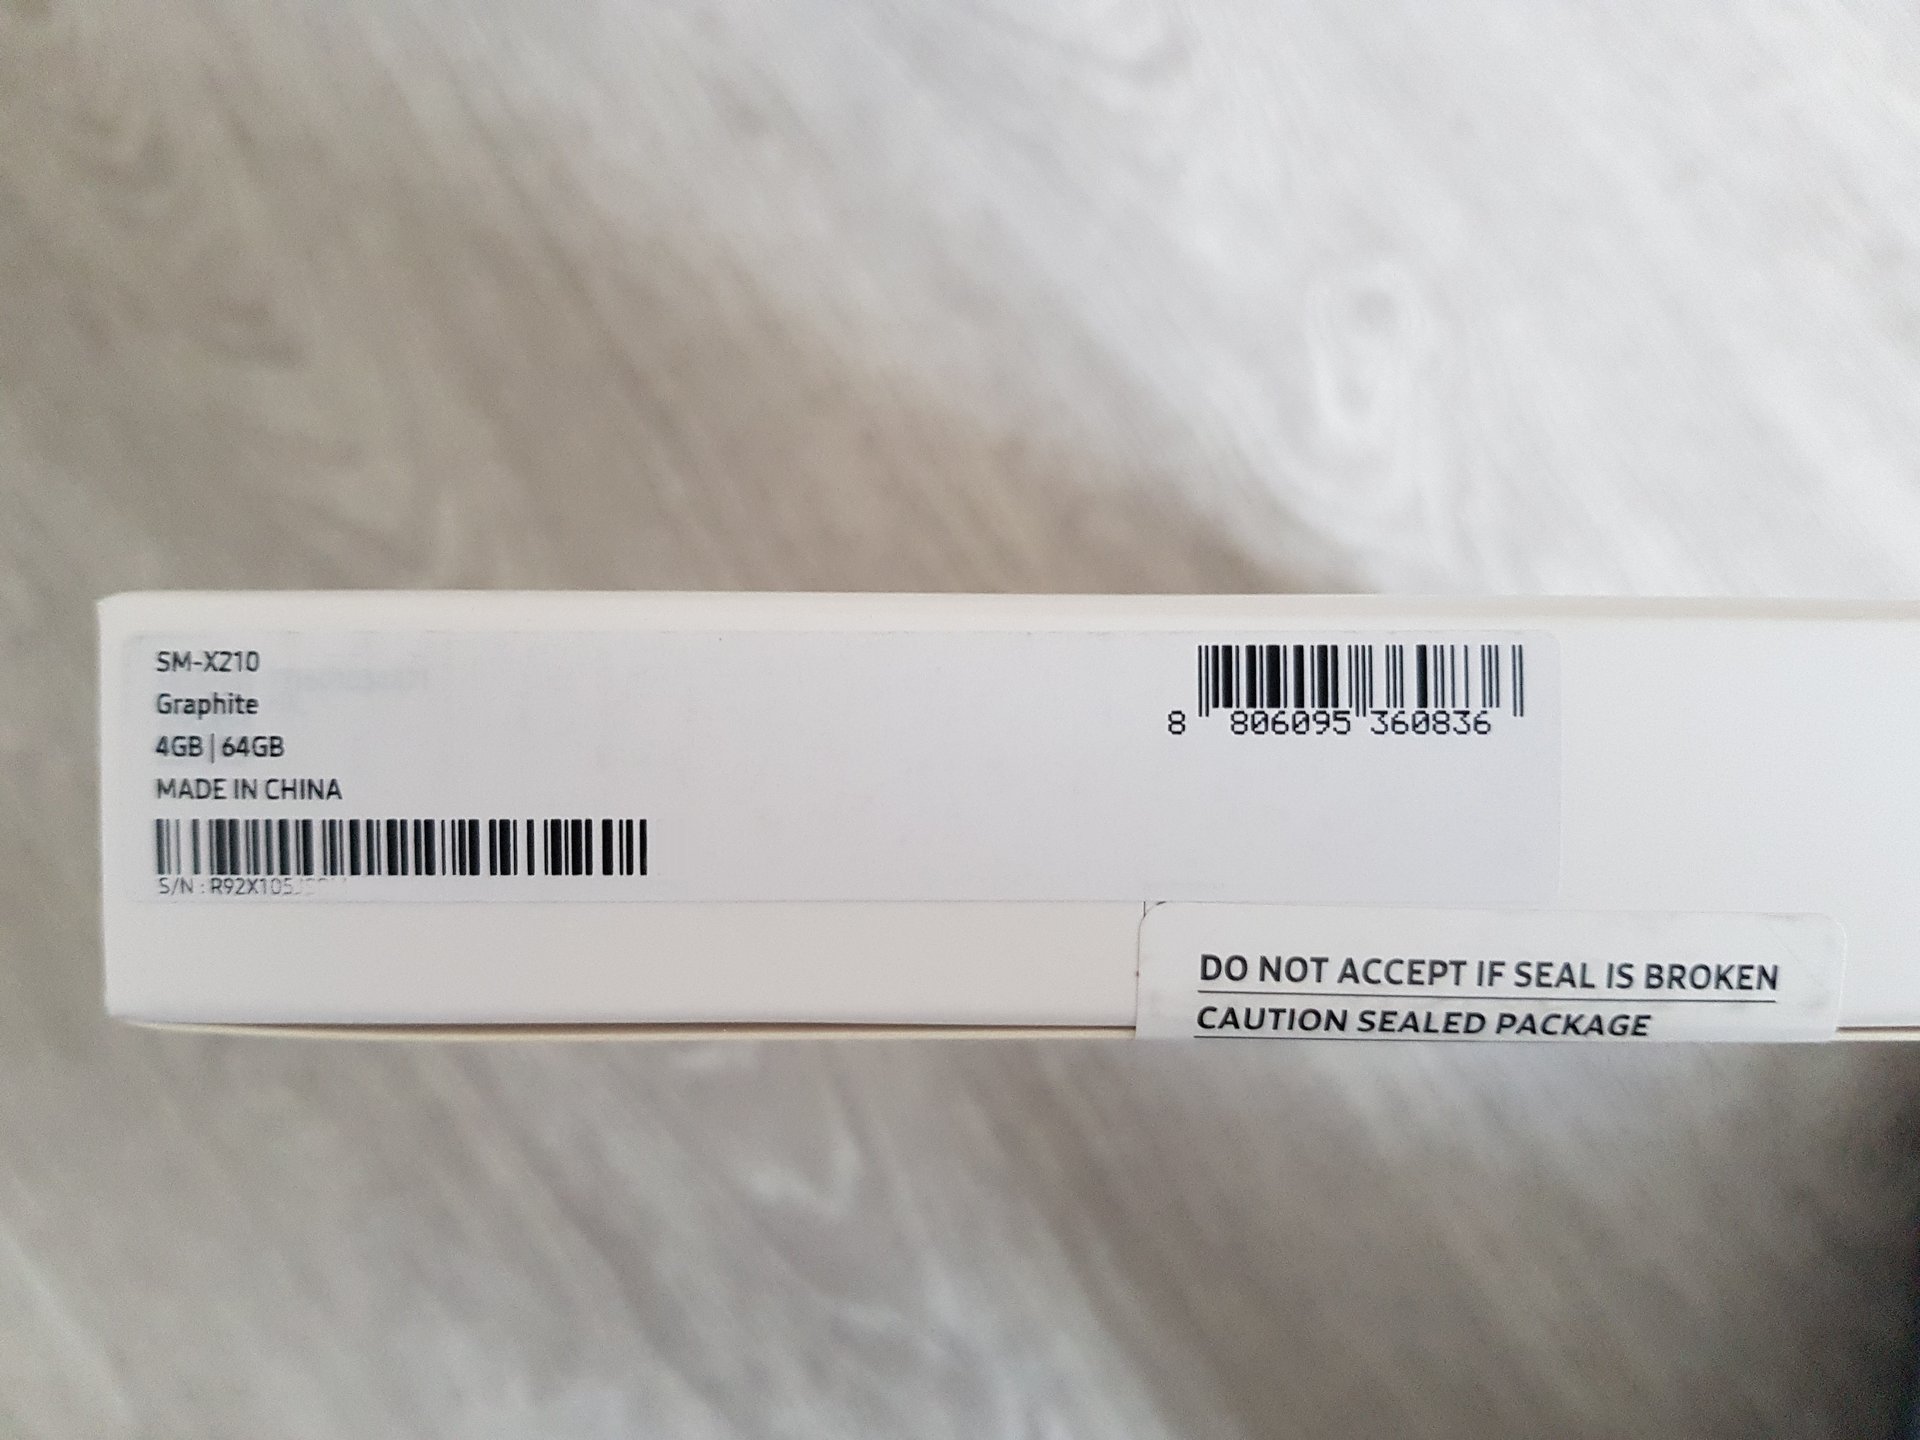 SM-X210
Graphite
4GB | 64GB
MADE IN CHINA
S/N :
8 806095 360836
DO NOT ACCEPT IF SEAL IS BROKEN
CAUTION SEALED PACKAGE